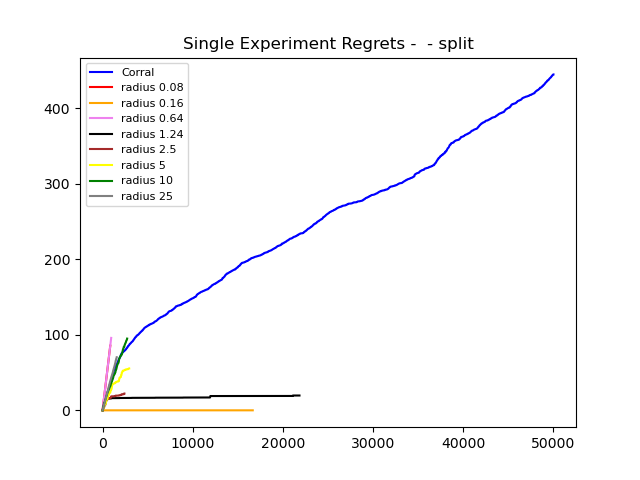 Single Experiment Regrets -  - split
Corral
radius 0.08
radius 0.16
radius 0.64
radius 1.24
radius 2.5
radius 5
radius 10
radius 25
400
300
200
100
0
0 10000 20000 30000 40000 50000